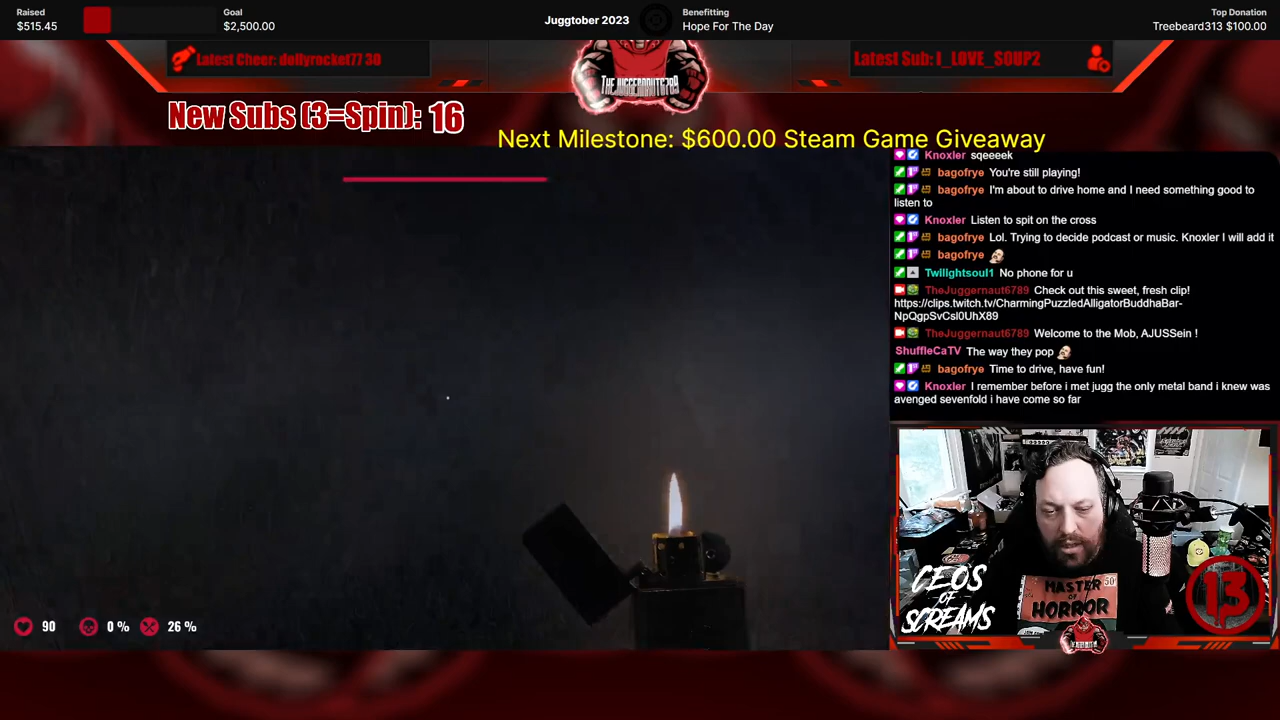 Raised
$515.45
Goal
$2,500.00
Juggtober 2023
Benefitting
Hope For The Day
Top Donation
Treebeard313 $100.00
Latest Cheer: dollyrocket77 30
THEJUGGERNAUT6789
Latest Sub: I_LOVE_SOUP2
New Subs (3=Spin): 16
Next Milestone: $600.00 Steam Game Giveaway
Knoxler sqeeeek
bagofrye You're still playing!
bagofrye I'm about to drive home and I need something good to
listen to
Knoxler Listen to spit on the cross
bagofrye Lol. Trying to decide podcast or music. Knoxler I will add it
bagofrye
Twilightsoul1 No phone for u
TheJuggernaut6789 Check out this sweet, fresh clip!
https://clips.twitch.tv/CharmingPuzzledAlligatorBuddhaBar-
NpQgpSvCsl0UhX89
TheJuggernaut6789 Welcome to the Mob, AJUSSein !
ShuffleCaTV The way they pop
bagofrye Time to drive, have fun!
Knoxler I remember before i met jugg the only metal band i knew was
avenged sevenfold i have come so far
CEOS
OF
SCREAMS
MASTER
OF
HORROR
13
90
0 %
26 %